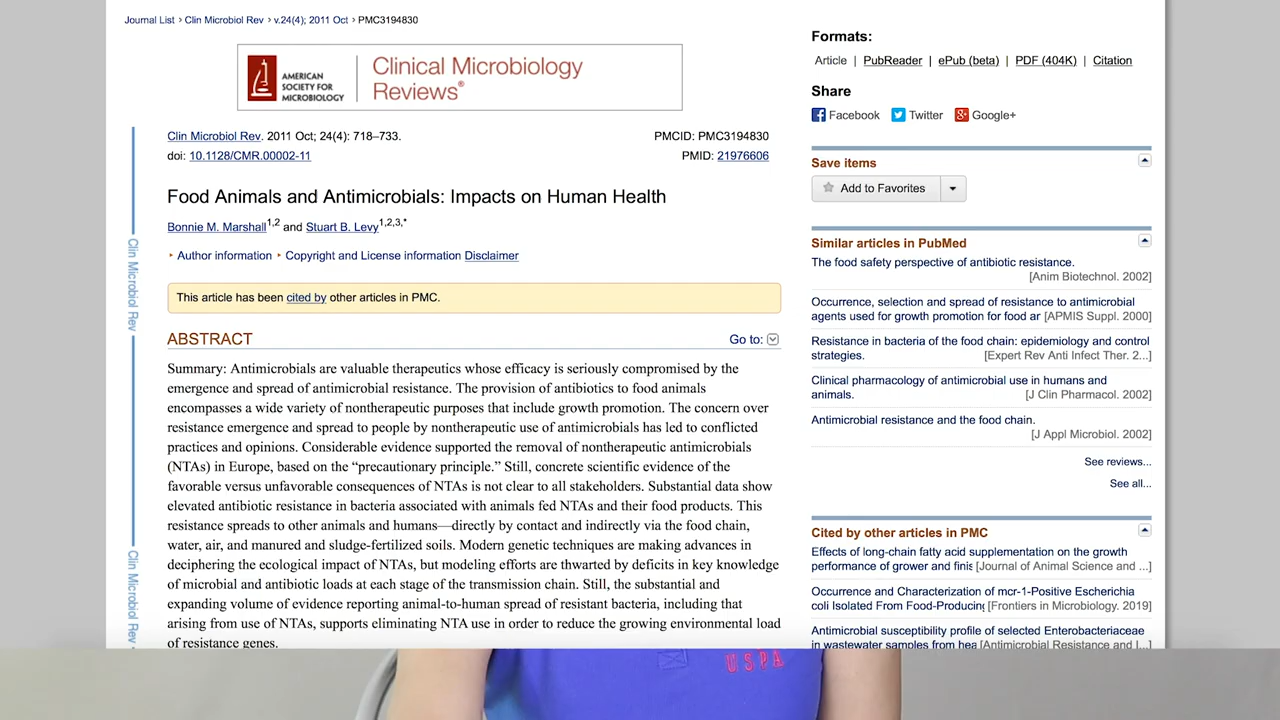 Journal List > Clin Microbiol Rev > v.24(4); 2011 Oct > PMC3194830
AMERICAN
SOCIETY FOR
MICROBIOLOGY
Clinical Microbiology
Reviews®
Clin Microbiol Rev. 2011 Oct; 24(4): 718–733.
PMCID: PMC3194830
doi: 10.1128/CMR.00002-11
PMID: 21976606
Food Animals and Antimicrobials: Impacts on Human Health
Bonnie M. Marshall1,2 and Stuart B. Levy1,2,3,*
Author information
Copyright and License information Disclaimer
This article has been cited by other articles in PMC.
ABSTRACT
Go to:
Summary: Antimicrobials are valuable therapeutics whose efficacy is seriously compromised by the
emergence and spread of antimicrobial resistance. The provision of antibiotics to food animals
encompasses a wide variety of nontherapeutic purposes that include growth promotion. The concern over
resistance emergence and spread to people by nontherapeutic use of antimicrobials has led to conflicted
practices and opinions. Considerable evidence supported the removal of nontherapeutic antimicrobials
(NTAs) in Europe, based on the “precautionary principle.” Still, concrete scientific evidence of the
favorable versus unfavorable consequences of NTAs is not clear to all stakeholders. Substantial data show
elevated antibiotic resistance in bacteria associated with animals fed NTAs and their food products. This
resistance spreads to other animals and humans—directly by contact and indirectly via the food chain,
water, air, and manured and sludge-fertilized soils. Modern genetic techniques are making advances in
deciphering the ecological impact of NTAs, but modeling efforts are thwarted by deficits in key knowledge
of microbial and antibiotic loads at each stage of the transmission chain. Still, the substantial and
expanding volume of evidence reporting animal-to-human spread of resistant bacteria, including that
arising from use of NTAs, supports eliminating NTA use in order to reduce the growing environmental load
of resistance genes.
Clin Microbiol Rev
Clin Microbiol Rev
Formats:
Article | PubReader | ePub (beta) | PDF (404K) | Citation
Share
Facebook Twitter Google+
Save items
Add to Favorites
Similar articles in PubMed
The food safety perspective of antibiotic resistance.
[Anim Biotechnol. 2002]
Occurrence, selection and spread of resistance to antimicrobial
agents used for growth promotion for food ar [APMIS Suppl. 2000]
Resistance in bacteria of the food chain: epidemiology and control
strategies. [Expert Rev Anti Infect Ther. 2...]
Clinical pharmacology of antimicrobial use in humans and
animals. [J Clin Pharmacol. 2002]
Antimicrobial resistance and the food chain.
[J Appl Microbiol. 2002]
See reviews...
See all...
Cited by other articles in PMC
Effects of long-chain fatty acid supplementation on the growth
performance of grower and finis [Journal of Animal Science and ...]
Occurrence and Characterization of mcr-1-Positive Escherichia
coli Isolated From Food-Producing [Frontiers in Microbiology. 2019]
Antimicrobial susceptibility profile of selected Enterobacteriaceae
in wastewater samples from hea [Antimicrobial Resistance and I...]
USPA